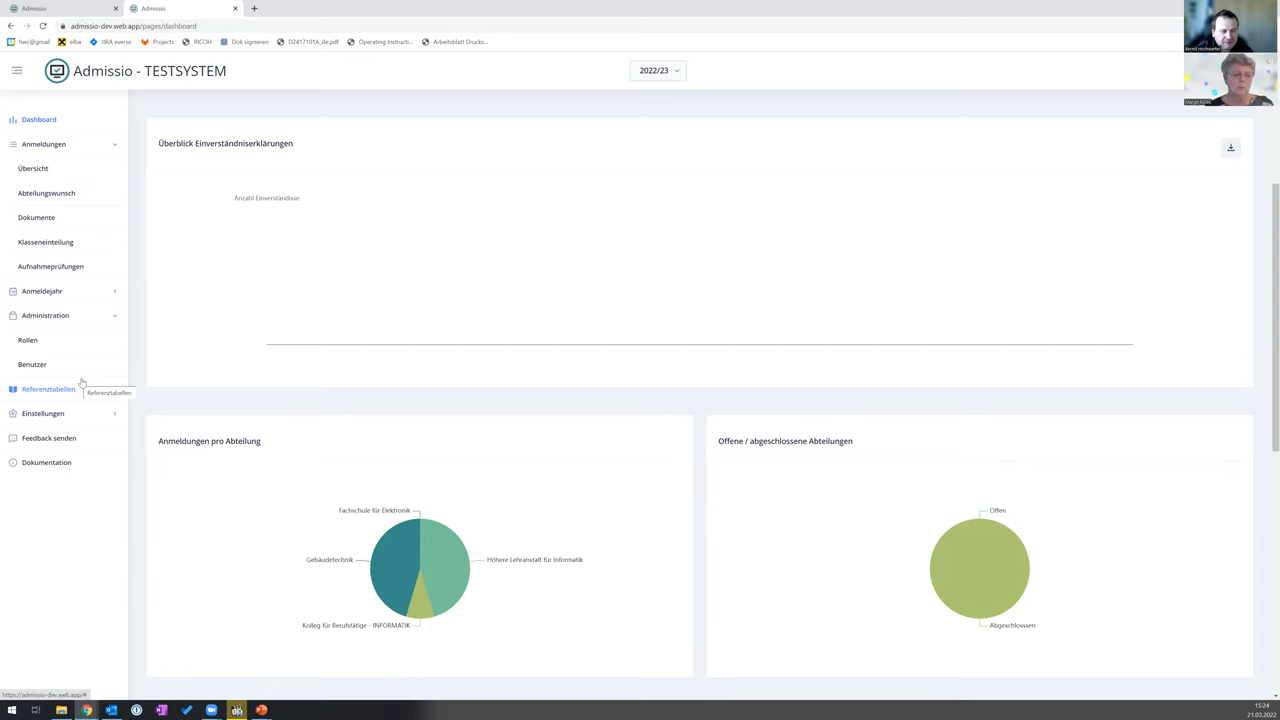 Admissio
Admissio
admissio-dev.web.app/pages/dashboard
hwc@gmail
elba
JIRA everse
Projects
RICOH
Dok signieren
D2417101A_de.pdf
Operating Instructi...
Arbeitsblatt Drucks...
Bernd Hochwarter
Admissio - TESTSYSTEM
2022/23
Dashboard
Anmeldungen
Übersicht
Abteilungswunsch
Dokumente
Klasseneinteilung
Aufnahmeprüfungen
Anmeldejahr
Administration
Rollen
Benutzer
Referenztabellen
Referenztabellen
Einstellungen
Feedback senden
Dokumentation
Überblick Einverständniserklärungen
Anzahl Einverständisse
Anmeldungen pro Abteilung
Fachschule für Elektronik
Gebäudetechnik
Höhere Lehranstalt für Informatik
Kolleg für Berufstätige - INFORMATIK
Offene / abgeschlossene Abteilungen
Offen
Abgeschlosssen
https://admissio-dev.web.app/#
15:24
21.03.2022